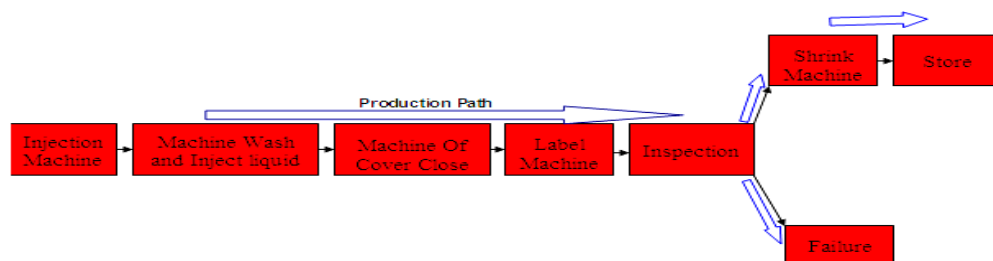 Production Path
Injection
Machine
Machine Wash
and Inject liquid
Machine Of
Cover Close
Label
Machine
Inspection
Shrink
Machine
Store
Failure